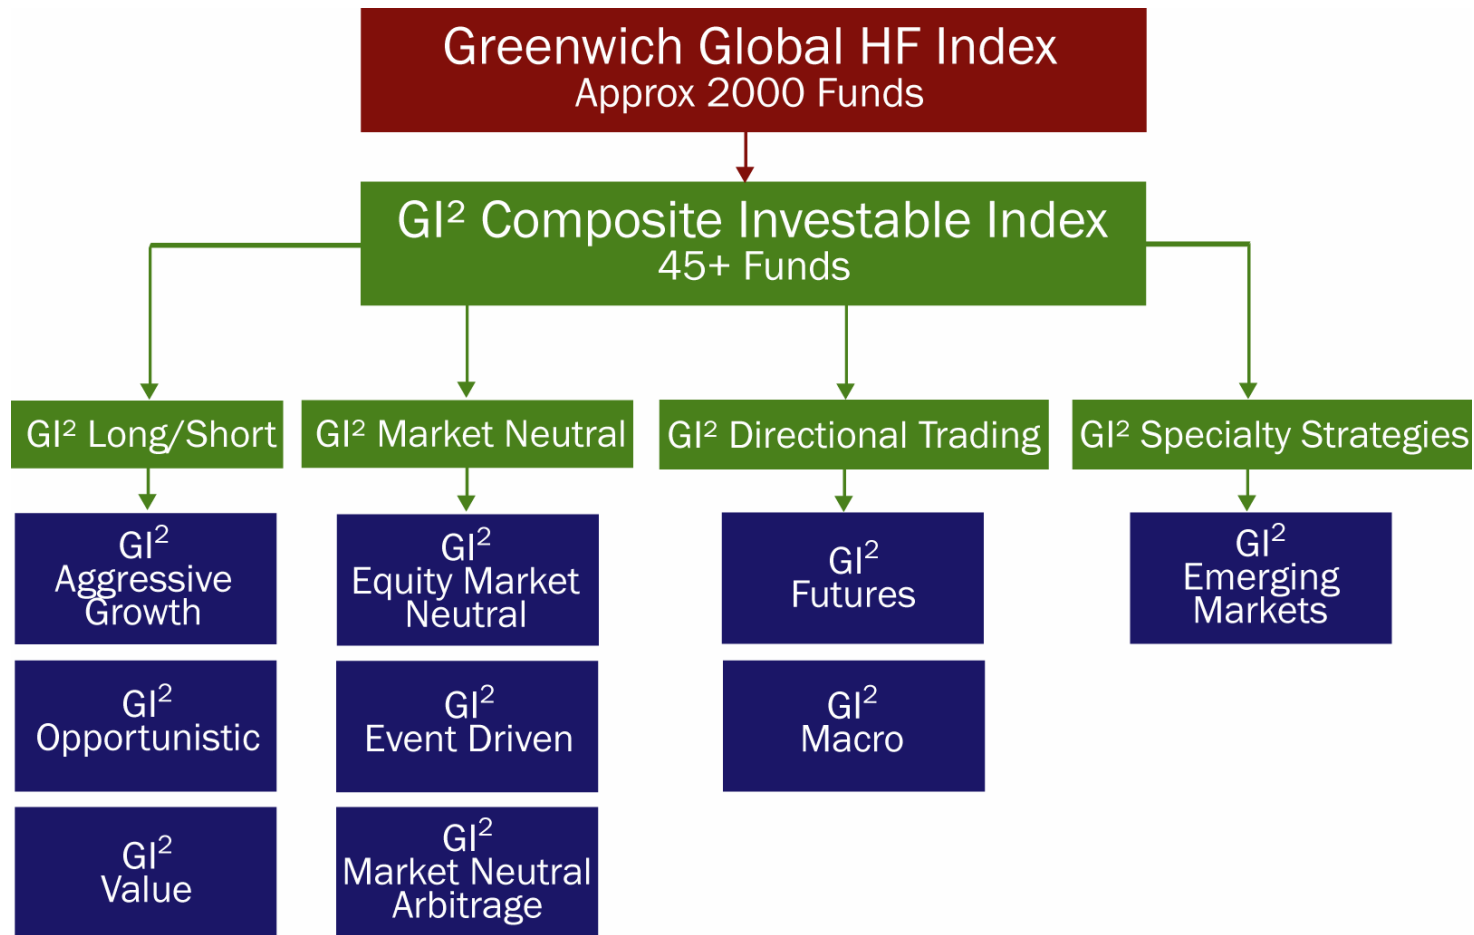 Greenwich Global HF Index
Approx 2000 Funds
GI² Composite Investable Index
45+ Funds
GI² Long/Short
GI² Market Neutral
GI² Directional Trading
GI² Specialty Strategies
GI²
Aggressive
Growth
GI²
Equity Market
Neutral
GI²
Futures
GI²
Emerging
Markets
GI²
Opportunistic
GI²
Event Driven
GI²
Macro
GI²
Value
GI²
Market Neutral
Arbitrage